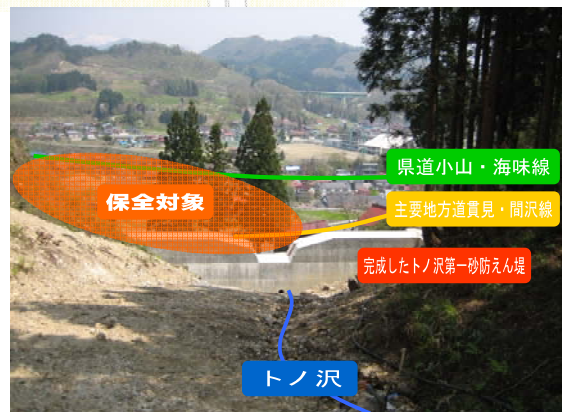 県道小山・海味線
保全対象
主要地方道貫見・間沢線
完成したトノ沢第一砂防えん堤
トノ沢